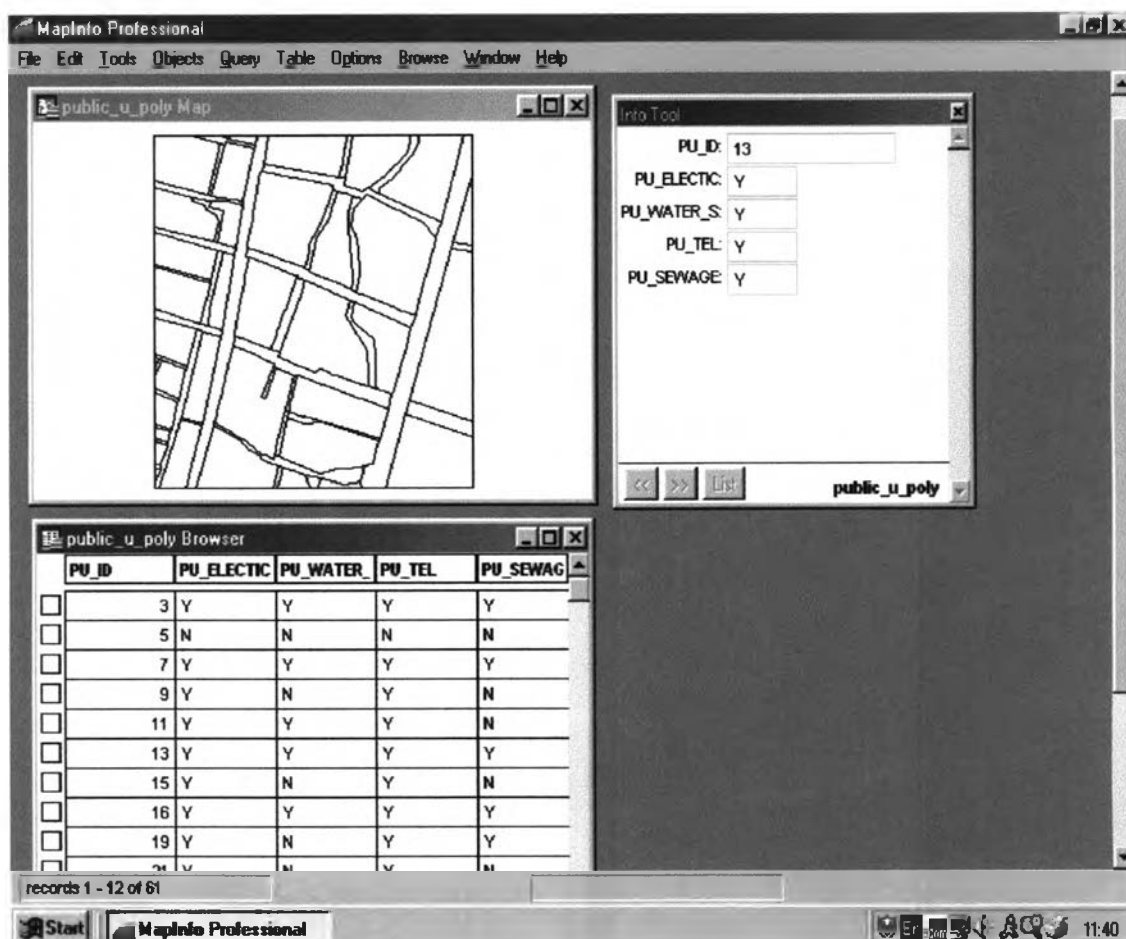 MapInfo Professional
File Edit Tools Objects Query Table Options Browse Window Help
public_u_poly Map
Info Tool
PU_ID: 13
PU_ELECTIC: Y
PU_WATER_S: Y
PU_TEL: Y
PU_SEWAGE: Y
<< >> List public_u_poly
public_u_poly Browser
PU_ID PU_ELECTIC PU_WATER_ PU_TEL PU_SEWAG
3 Y Y Y Y
5 N N N N
7 Y Y Y Y
9 Y N Y N
11 Y Y Y N
13 Y Y Y Y
15 Y N Y N
16 Y Y Y Y
19 Y N Y Y
21 Y N Y N
records 1 - 12 of 61
Start MapInfo Professional En 11:40